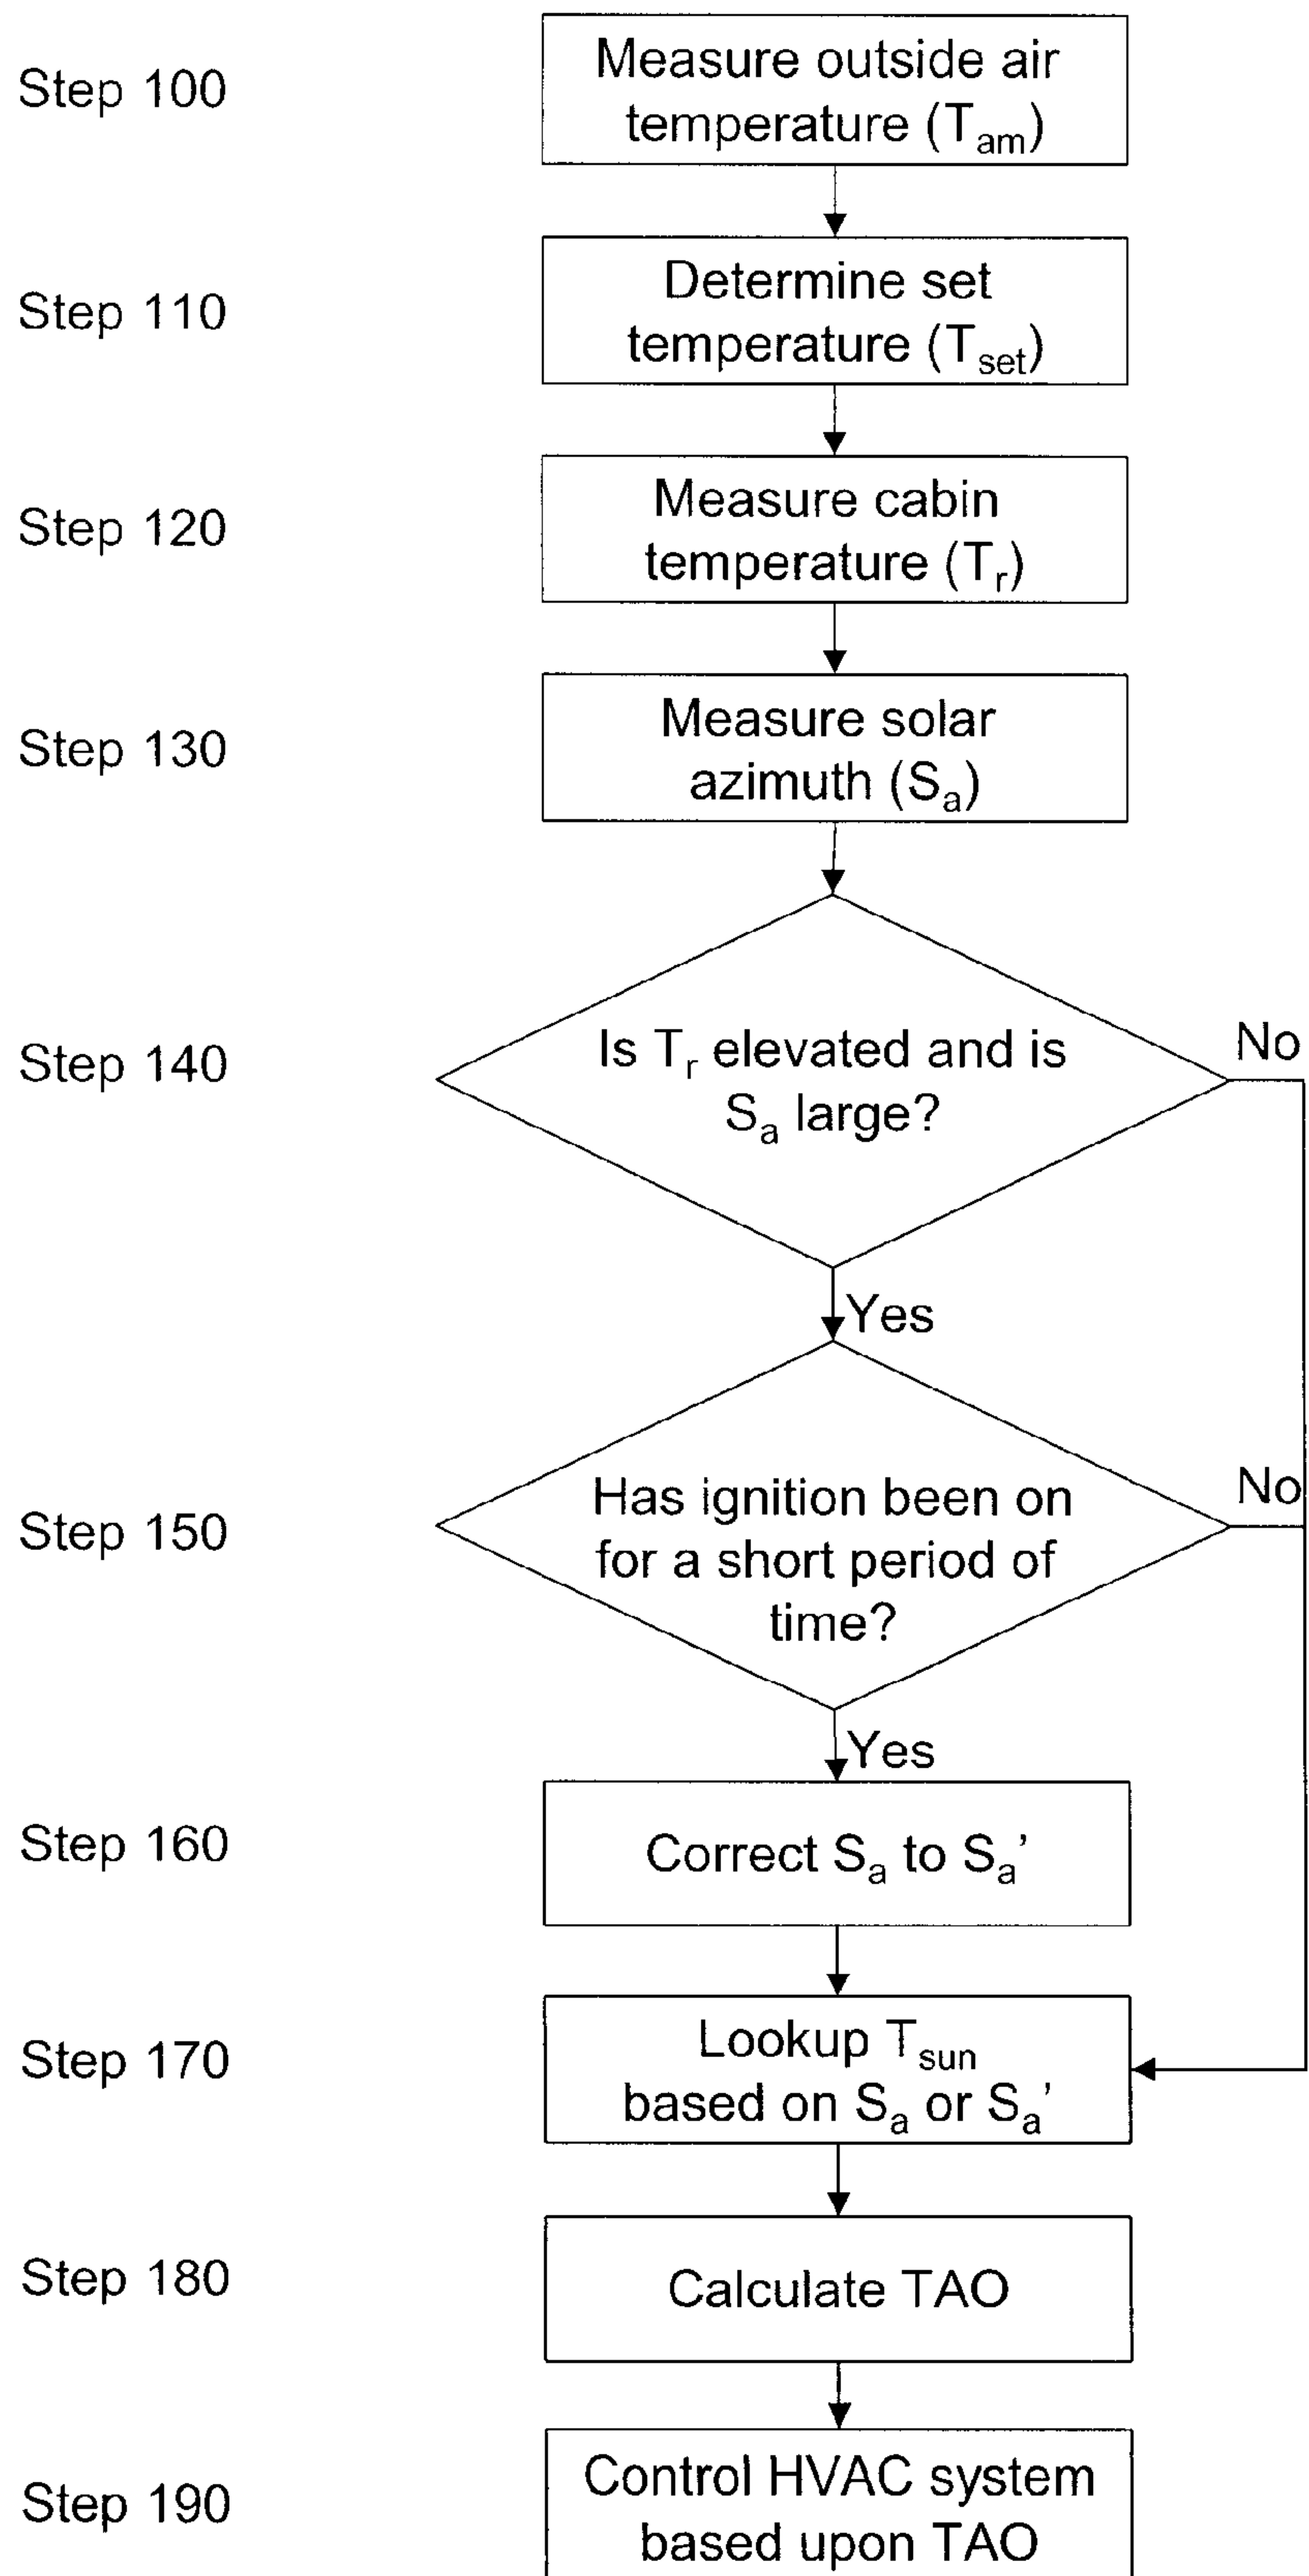 Step 100
Measure outside air
temperature (Tam)
Step 110
Determine set
temperature (Tset)
Step 120
Measure cabin
temperature (Tr)
Step 130
Measure solar
azimuth (Sa)
Step 140
Is Tr elevated and is
Sa large?
No
Yes
Step 150
Has ignition been on
for a short period of
time?
No
Yes
Step 160
Correct Sa to Sa’
Step 170
Lookup Tsun
based on Sa or Sa’
Step 180
Calculate TAO
Step 190
Control HVAC system
based upon TAO